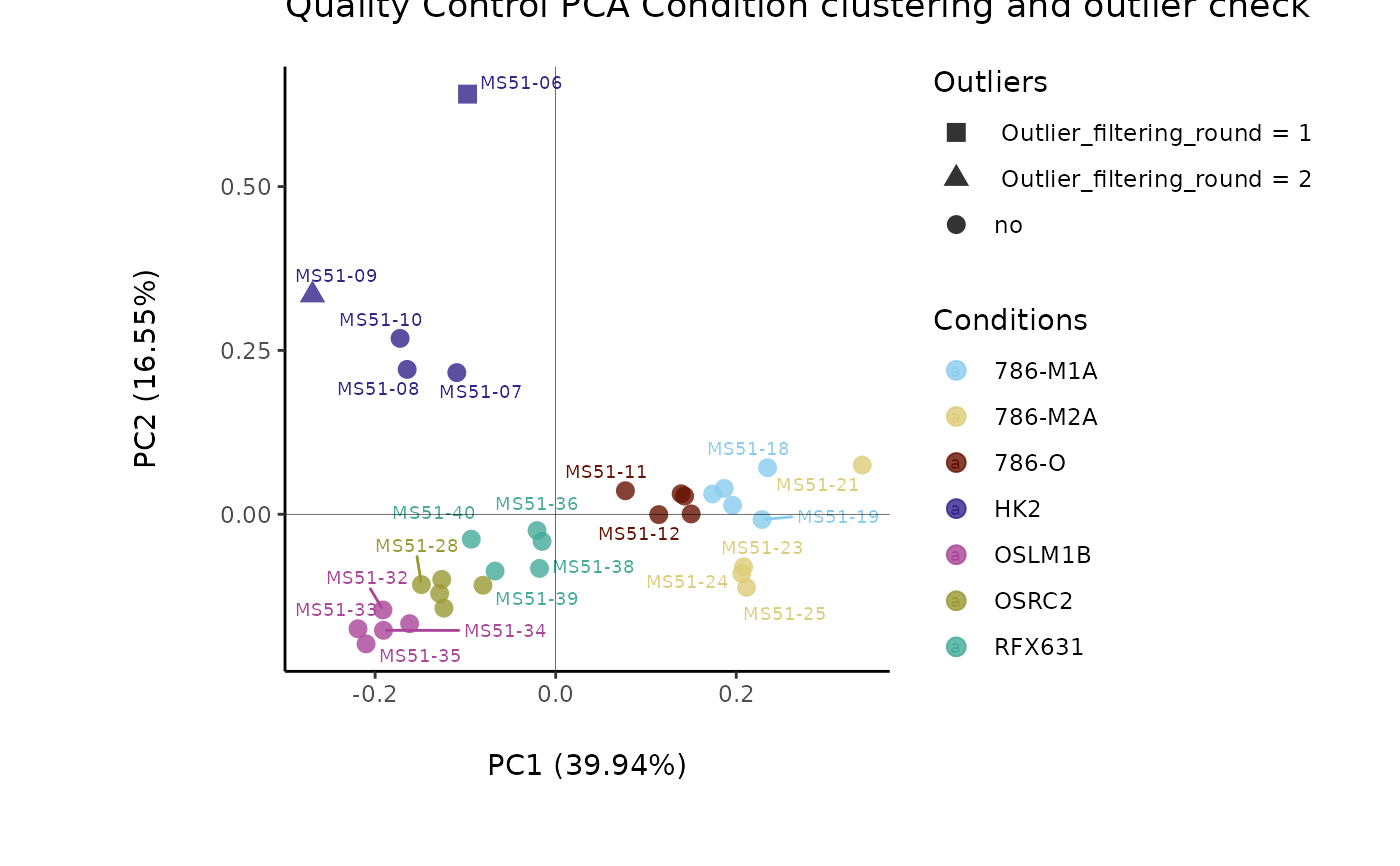 Quality Control PCA Condition clustering and outlier check
MS51-06
MS51-09
MS51-10
MS51-08
MS51-07
MS51-18
MS51-11
MS51-21
MS51-36
MS51-40
MS51-19
MS51-12
MS51-28
MS51-23
MS51-38
MS51-32
MS51-24
MS51-39
MS51-33
MS51-25
MS51-34
MS51-35
0.50
0.25
0.00
-0.2
0.0
0.2
PC2 (16.55%)
PC1 (39.94%)
Outliers
Outlier_filtering_round = 1
Outlier_filtering_round = 2
no
Conditions
a 786-M1A
a 786-M2A
a 786-O
a HK2
a OSLM1B
a OSRC2
a RFX631